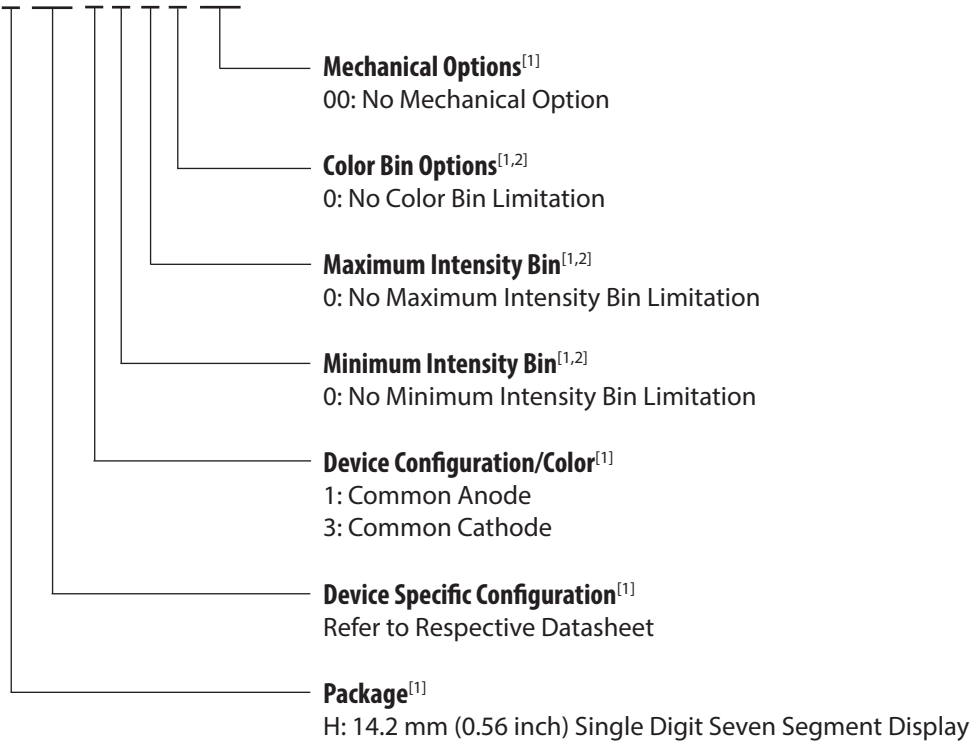 Mechanical Options[1]
00: No Mechanical Option
Color Bin Options[1,2]
0: No Color Bin Limitation
Maximum Intensity Bin[1,2]
0: No Maximum Intensity Bin Limitation
Minimum Intensity Bin[1,2]
0: No Minimum Intensity Bin Limitation
Device Configuration/Color[1]
1: Common Anode
3: Common Cathode
Device Specific Configuration[1]
Refer to Respective Datasheet
Package[1]
H: 14.2 mm (0.56 inch) Single Digit Seven Segment Display